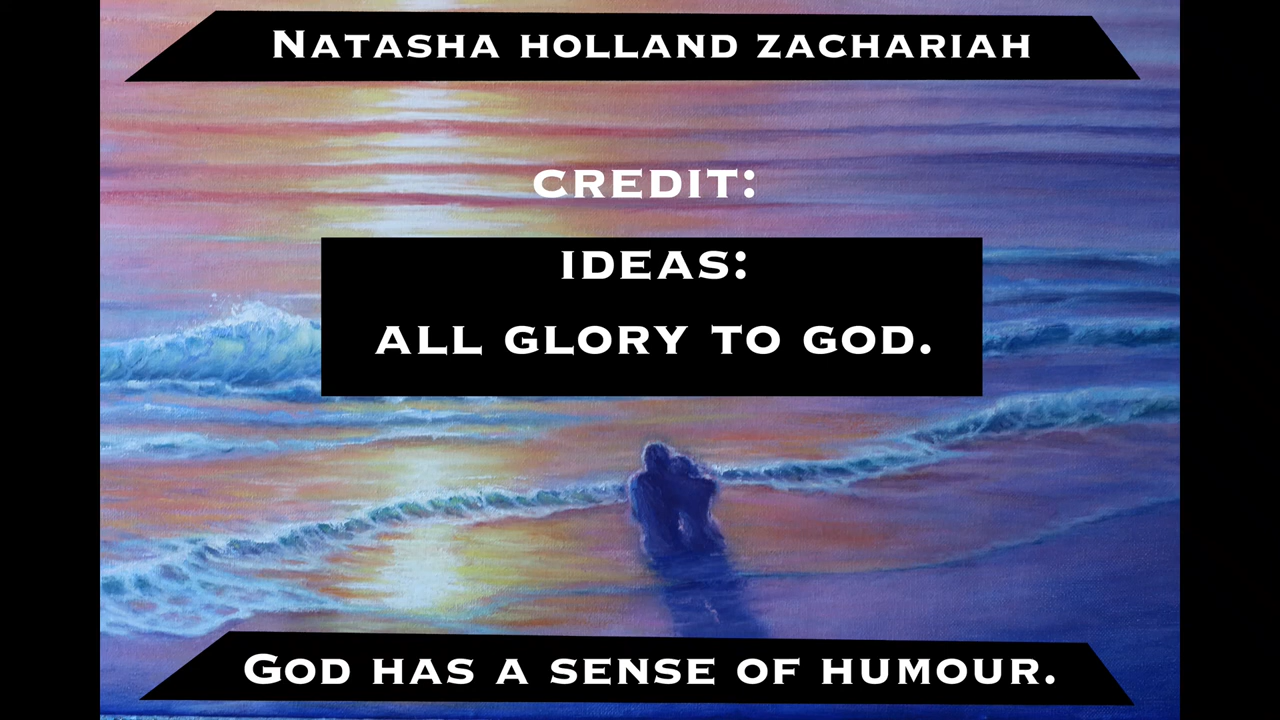 Natasha holland zachariah
credit:
ideas:
all glory to god.
God has a sense of humour.